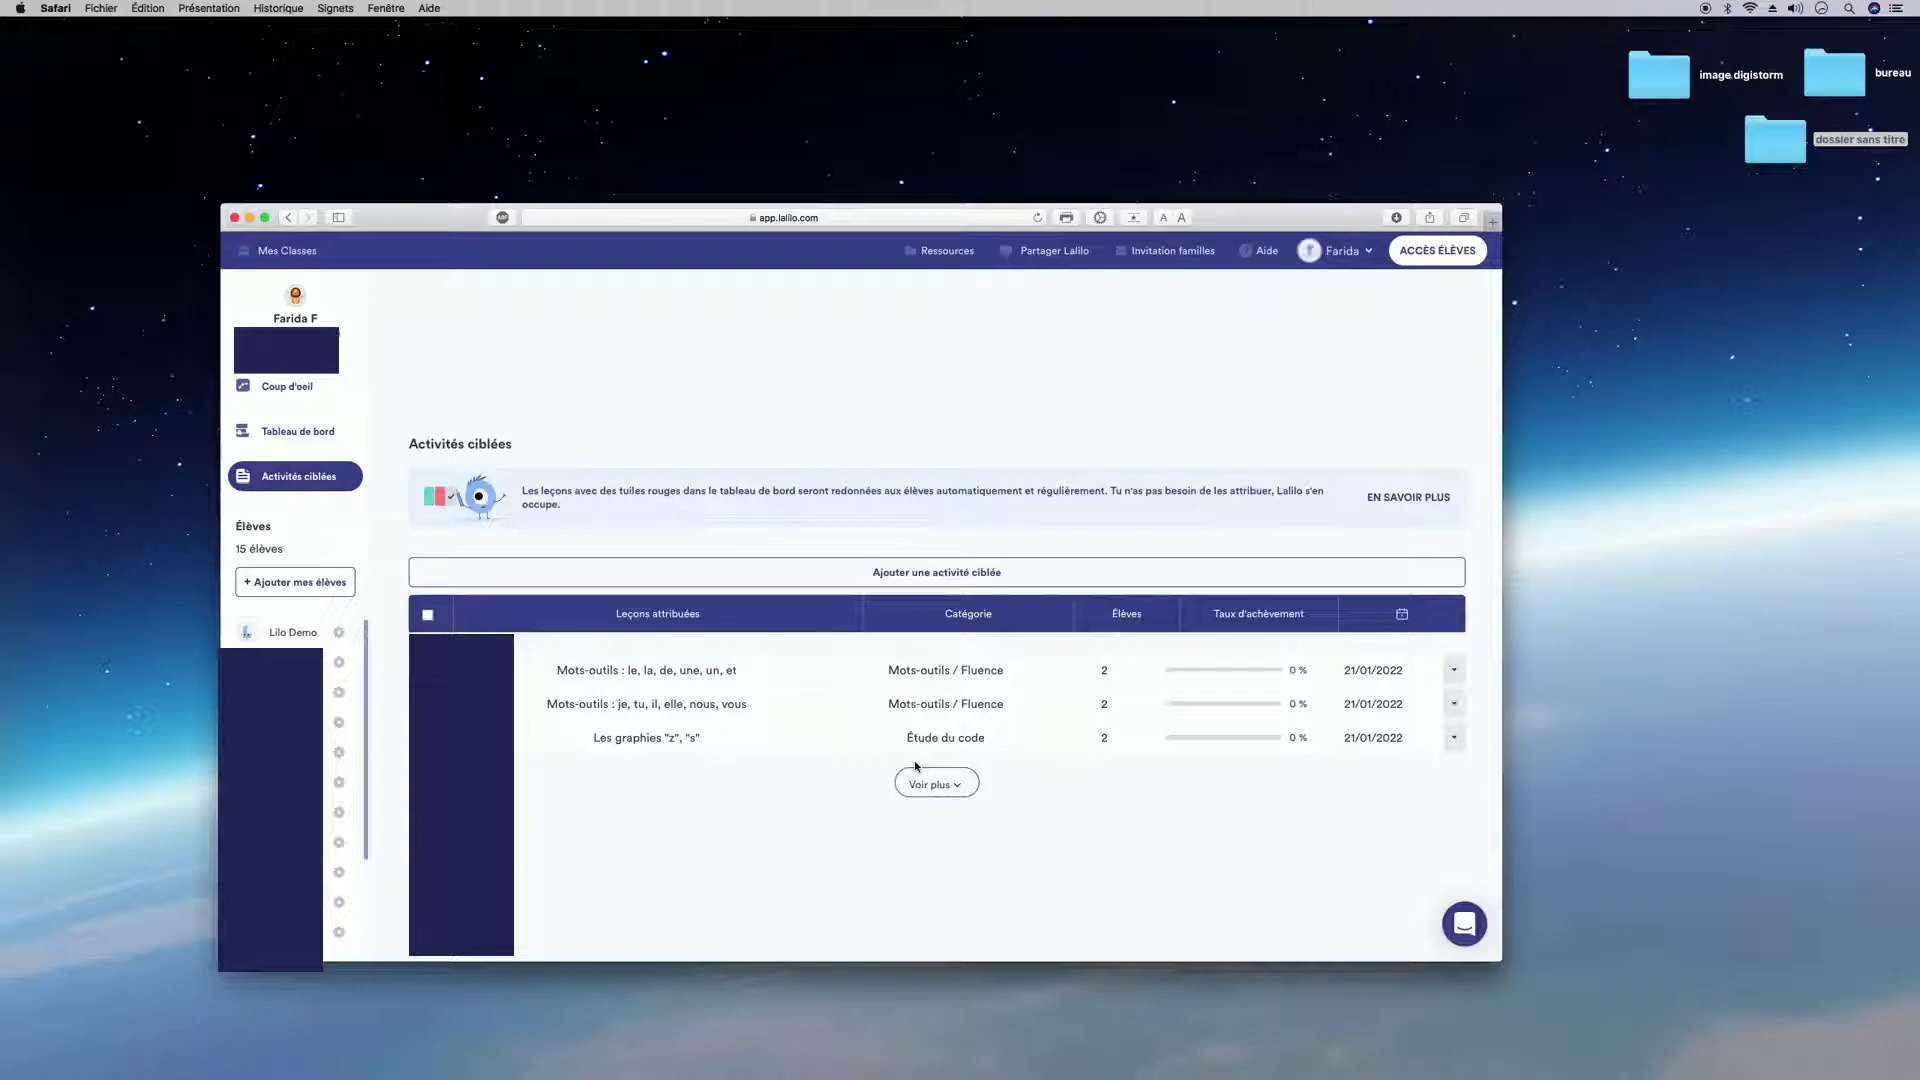 Safari Fichier Édition Présentation Historique Signets Fenêtre Aide
image digistorm
bureau
dossier sans titre
ABP
app.lalilo.com
A A
Mes Classes
Ressources
Partager Lalilo
Invitation familles
Aide
Farida
ACCÈS ÉLÈVES
Farida F
Coup d'oeil
Tableau de bord
Activités ciblées
Élèves
15 élèves
+ Ajouter mes élèves
Lilo Demo
Activités ciblées
Les leçons avec des tuiles rouges dans le tableau de bord seront redonnées aux élèves automatiquement et régulièrement. Tu n'as pas besoin de les attribuer, Lalilo s'en
occupe.
EN SAVOIR PLUS
Ajouter une activité ciblée
Leçons attribuées Catégorie Élèves Taux d'achèvement
Mots-outils : le, la, de, une, un, et Mots-outils / Fluence 2 0 % 21/01/2022
Mots-outils : je, tu, il, elle, nous, vous Mots-outils / Fluence 2 0 % 21/01/2022
Les graphies "z", "s" Étude du code 2 0 % 21/01/2022
Voir plus